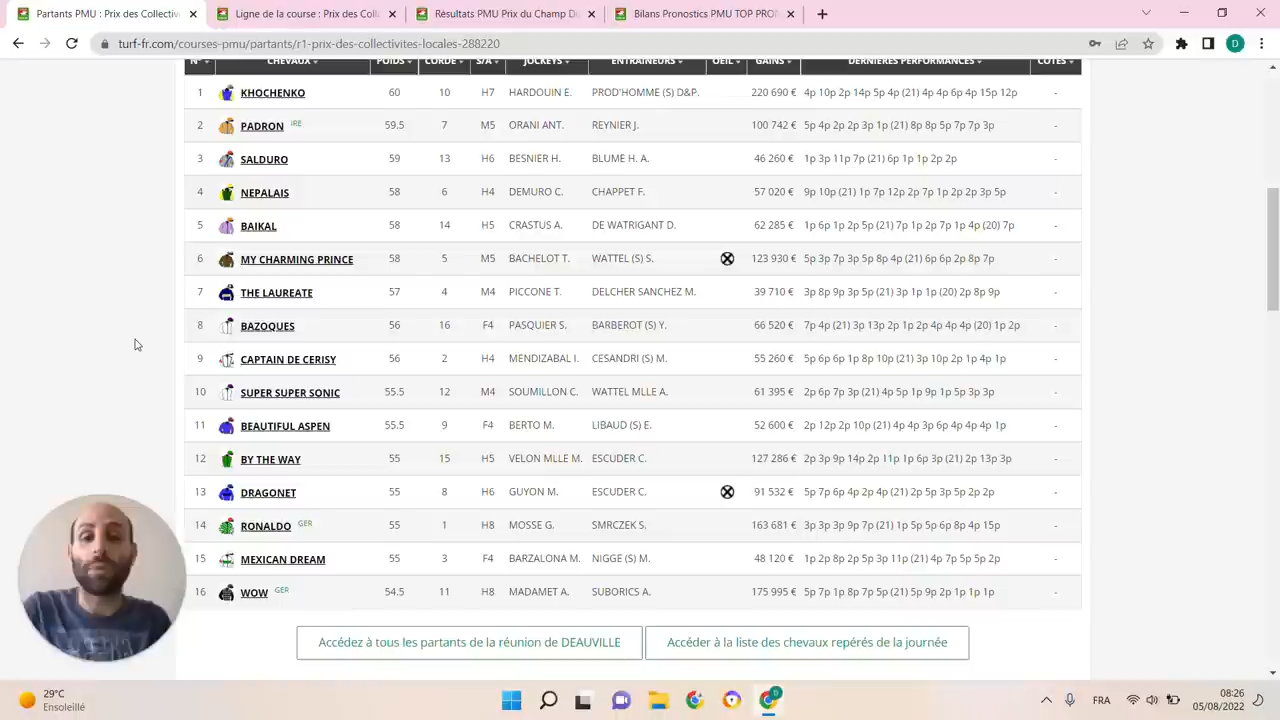 Partants PMU : Prix des Collectiv
Ligne de la course : Prix des Coll
Résultats PMU Prix du Champ D
Bilans Pronostics PMU TOP PRO
turf-fr.com/courses-pmu/partants/r1-prix-des-collectivites-locales-288820
N° CHEVAUX POIDS CORDE S/A JOCKEYS ENTRAINEURS OEIL GAINS DERNIÈRES PERFORMANCES COTES
1 KHOCHENKO 60 10 H7 HARDOUIN E. PROD'HOMME (S) D&P. 220 690 € 4p 10p 2p 14p 5p 4p (21) 4p 4p 6p 4p 15p 12p -
2 PADRON IRE 59.5 7 M5 ORANI ANT. REYNIER J. 100 742 € 5p 4p 2p 2p 3p 1p (21) 8p 8p 5p 7p 7p 3p -
3 SALDURO 59 13 H6 BESNIER H. BLUME H. A. 46 260 € 1p 3p 11p 7p (21) 6p 1p 1p 2p 2p -
4 NEPALAIS 58 6 H4 DEMURO C. CHAPPET F. 57 020 € 9p 10p (21) 1p 7p 12p 2p 7p 1p 2p 2p 3p 5p -
5 BAIKAL 58 14 H5 CRASTUS A. DE WATRIGANT D. 62 285 € 1p 6p 1p 2p 5p (21) 7p 1p 2p 7p 1p 4p (20) 7p -
6 MY CHARMING PRINCE 58 5 M5 BACHELOT T. WATTEL (S) S. 123 930 € 5p 3p 7p 3p 5p 8p 4p (21) 6p 6p 2p 8p 7p -
7 THE LAUREATE 57 4 M4 PICCONE T. DELCHER SANCHEZ M. 39 710 € 3p 8p 9p 3p 5p (21) 3p 1p 1p (20) 2p 8p 9p -
8 BAZOQUES 56 16 F4 PASQUIER S. BARBEROT (S) Y. 66 520 € 7p 4p (21) 3p 13p 2p 1p 2p 4p 4p 4p (20) 1p 2p -
9 CAPTAIN DE CERISY 56 2 H4 MENDIZABAL I. CESANDRI (S) M. 55 260 € 5p 6p 6p 1p 8p 10p (21) 3p 10p 2p 1p 4p 1p -
10 SUPER SUPER SONIC 55.5 12 M4 SOUMILLON C. WATTEL MLLE A. 61 395 € 2p 6p 7p 3p (21) 4p 5p 1p 9p 1p 5p 3p 3p -
11 BEAUTIFUL ASPEN 55.5 9 F4 BERTO M. LIBAUD (S) E. 52 600 € 2p 12p 2p 10p (21) 4p 4p 3p 6p 4p 4p 4p 1p -
12 BY THE WAY 55 15 H5 VELON MLLE M. ESCUDER C. 127 286 € 2p 3p 9p 14p 2p 11p 1p 6p 3p (21) 2p 13p 3p -
13 DRAGONET 55 8 H6 GUYON M. ESCUDER C. 91 532 € 5p 7p 6p 4p 2p 4p (21) 2p 5p 3p 5p 2p 2p -
14 RONALDO GER 55 1 H8 MOSSE G. SMRCZEK S. 163 681 € 3p 3p 3p 9p 7p (21) 1p 5p 5p 6p 8p 4p 15p -
15 MEXICAN DREAM 55 3 F4 BARZALONA M. NIGGE (S) M. 48 120 € 1p 2p 8p 2p 5p 3p 11p (21) 4p 7p 5p 5p 2p -
16 WOW GER 54.5 11 H8 MADAMET A. SUBORICS A. 175 995 € 5p 7p 1p 8p 7p 5p (21) 5p 9p 2p 1p 1p 1p -
Accédez à tous les partants de la réunion de DEAUVILLE
Accéder à la liste des chevaux repérés de la journée
29°C
Ensoleillé
FRA
08:26
05/08/2022